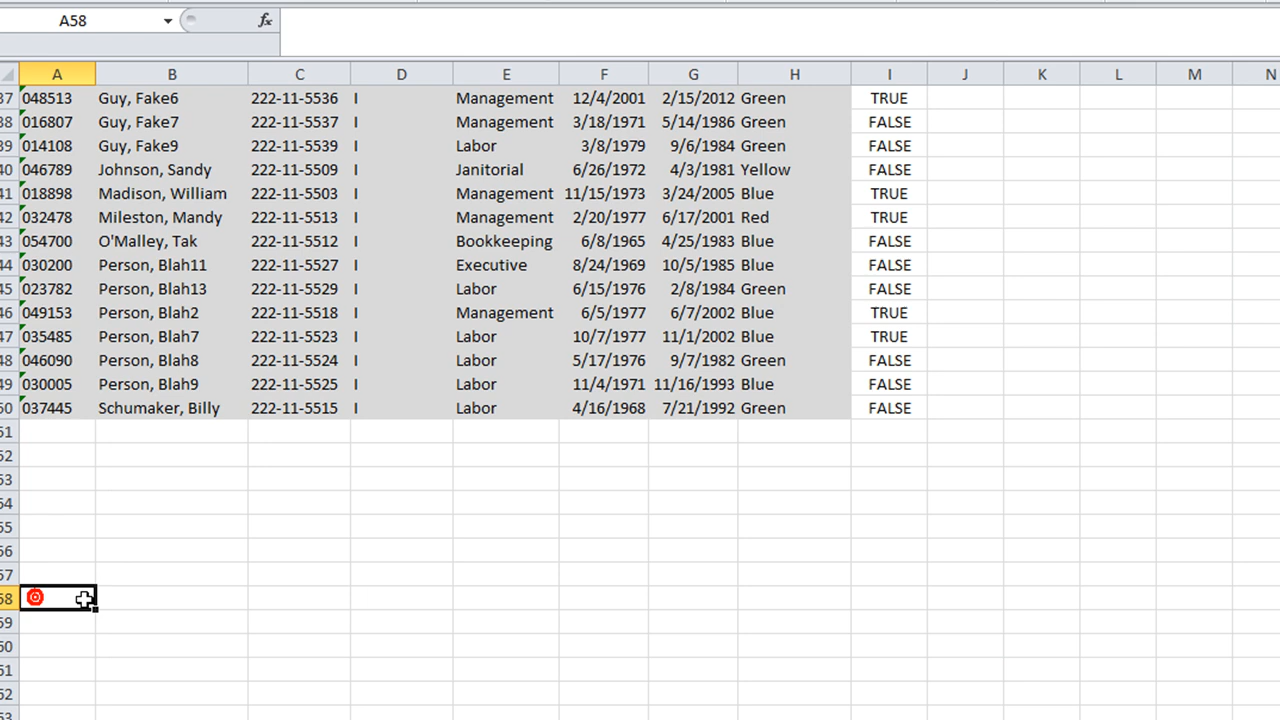 A58 fx
A B C D E F G H I J K L M N
37 048513 Guy, Fake6 222-11-5536 I Management 12/4/2001 2/15/2012 Green TRUE
38 016807 Guy, Fake7 222-11-5537 I Management 3/18/1971 5/14/1986 Green FALSE
39 014108 Guy, Fake9 222-11-5539 I Labor 3/8/1979 9/6/1984 Green FALSE
40 046789 Johnson, Sandy 222-11-5509 I Janitorial 6/26/1972 4/3/1981 Yellow FALSE
41 018898 Madison, William 222-11-5503 I Management 11/15/1973 3/24/2005 Blue TRUE
42 032478 Mileston, Mandy 222-11-5513 I Management 2/20/1977 6/17/2001 Red TRUE
43 054700 O'Malley, Tak 222-11-5512 I Bookkeeping 6/8/1965 4/25/1983 Blue FALSE
44 030200 Person, Blah11 222-11-5527 I Executive 8/24/1969 10/5/1985 Blue FALSE
45 023782 Person, Blah13 222-11-5529 I Labor 6/15/1976 2/8/1984 Green FALSE
46 049153 Person, Blah2 222-11-5518 I Management 6/5/1977 6/7/2002 Blue TRUE
47 035485 Person, Blah7 222-11-5523 I Labor 10/7/1977 11/1/2002 Blue TRUE
48 046090 Person, Blah8 222-11-5524 I Labor 5/17/1976 9/7/1982 Green FALSE
49 030005 Person, Blah9 222-11-5525 I Labor 11/4/1971 11/16/1993 Blue FALSE
50 037445 Schumaker, Billy 222-11-5515 I Labor 4/16/1968 7/21/1992 Green FALSE
51
52
53
54
55
56
57
58
59
60
61
62
63